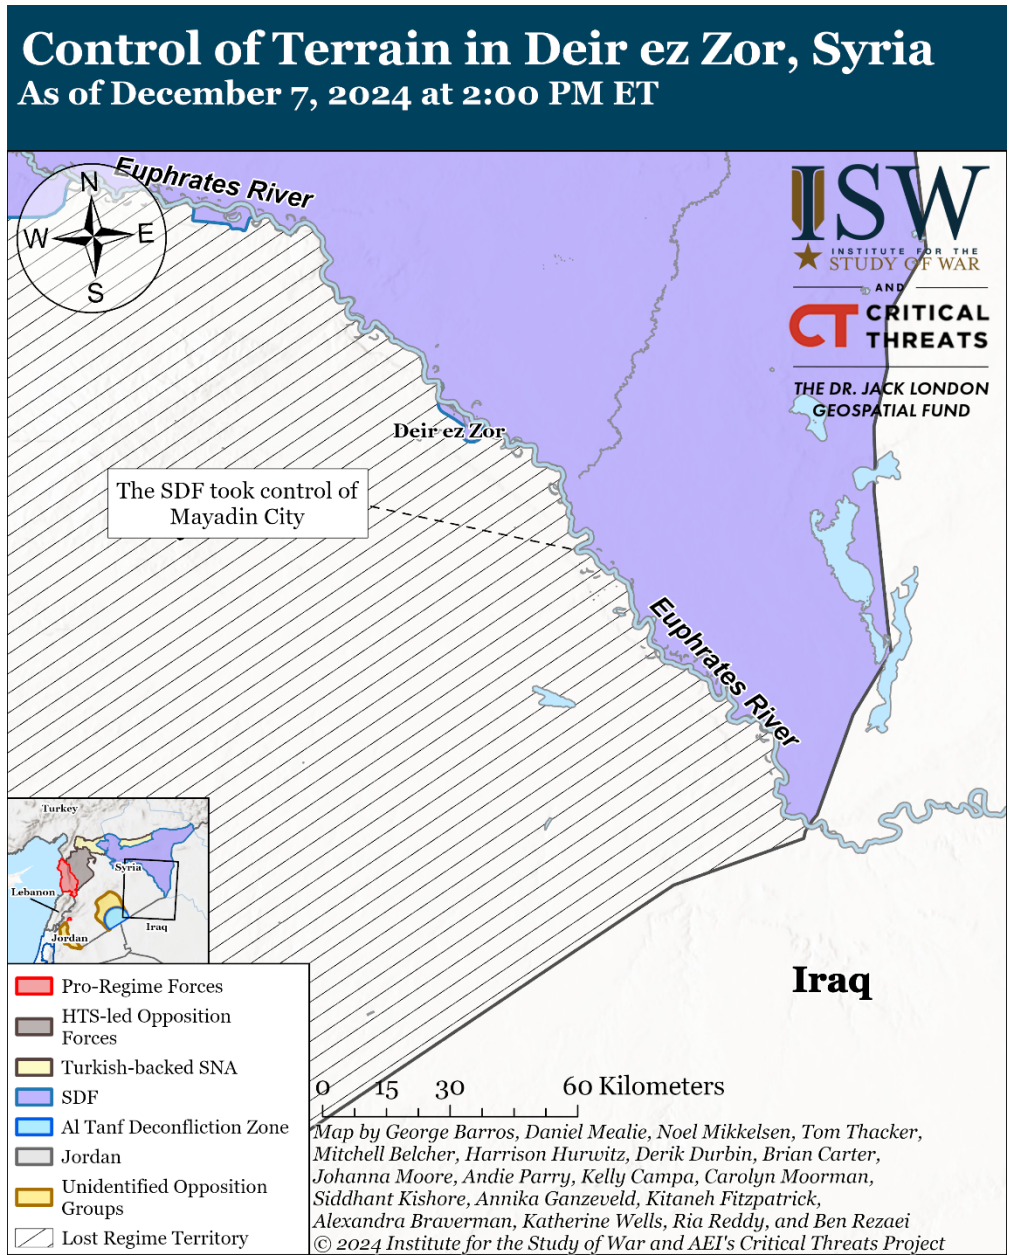 Control of Terrain in Deir ez Zor, Syria
As of December 7, 2024 at 2:00 PM ET
Euphrates River
N
W
E
S
ISW
INSTITUTE FOR THE
STUDY OF WAR
AND
CT CRITICAL
THREATS
THE DR. JACK LONDON
GEOSPATIAL FUND
Deir ez Zor
The SDF took control of
Mayadin City
Euphrates River
Turkey
Syria
Lebanon
Iraq
Jordan
Iraq
Pro-Regime Forces
HTS-led Opposition
Forces
Turkish-backed SNA
SDF
Al Tanf Deconfliction Zone
Jordan
Unidentified Opposition
Groups
Lost Regime Territory
0 15 30 60 Kilometers
Map by George Barros, Daniel Mealie, Noel Mikkelsen, Tom Thacker,
Mitchell Belcher, Harrison Hurwitz, Derik Durbin, Brian Carter,
Johanna Moore, Andie Parry, Kelly Campa, Carolyn Moorman,
Siddhant Kishore, Annika Ganzeveld, Kitaneh Fitzpatrick,
Alexandra Braverman, Katherine Wells, Ria Reddy, and Ben Rezaei
© 2024 Institute for the Study of War and AEI's Critical Threats Project